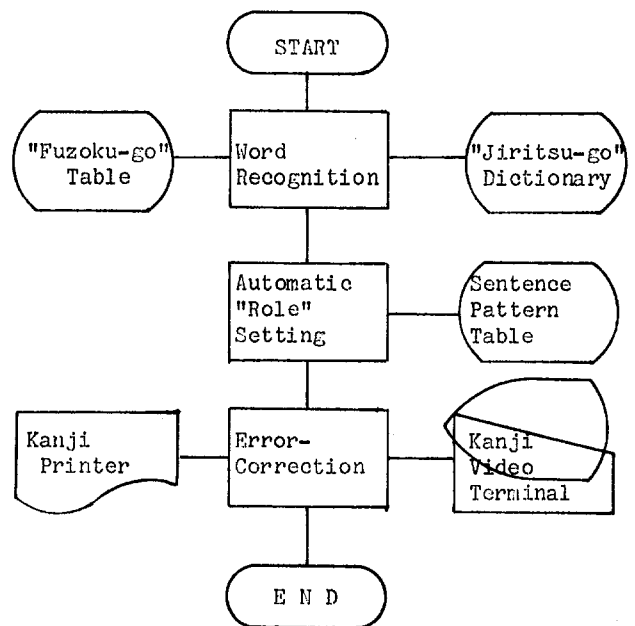 START
"Fuzoku-go"
Table
Word
Recognition
"Jiritsu-go"
Dictionary
Automatic
"Role"
Setting
Sentence
Pattern
Table
Kanji
Printer
Error-
Correction
Kanji
Video
Terminal
E N D